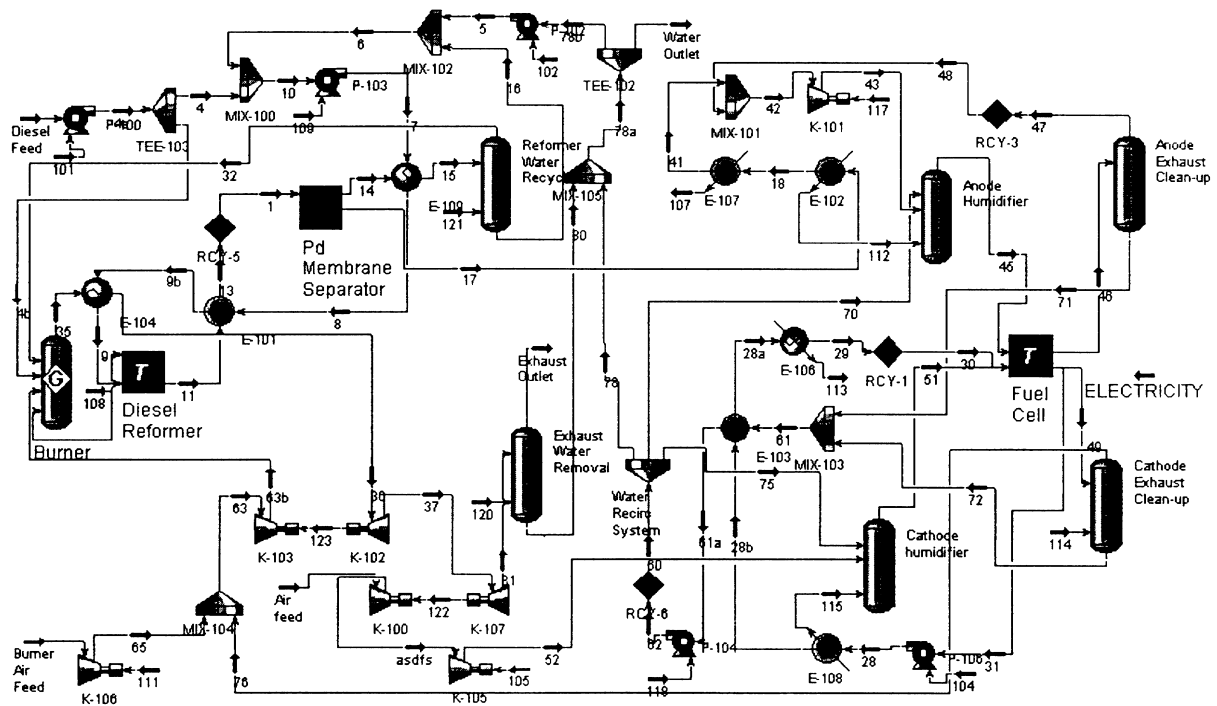 5
P-102
78b
Water
Outlet
6
MIX-102
102
TEE-102
48
4
10
P-103
16
42
43
47
Diesel
Feed
P-100
MIX-100
109
7
78a
MIX-101
K-101
117
RCY-3
Anode
Exhaust
Clean-up
101
TEE-103
32
1
14
15
Reformer
Water
Recycle
MIX-105
41
18
107
E-107
E-102
Anode
Humidifier
E-109
121
80
112
46
RCY-5
Pd
Membrane
Separator
17
9b
13
8
70
71
48
4b
35
E-104
E-101
9
T
11
108
G
Diesel
Reformer
Burner
Exhaust
Outlet
78
28a
E-106
29
113
RCY-1
30
51
T
Fuel
Cell
ELECTRICITY
Exhaust
Water
Removal
E-103
61
MIX-103
40
Cathode
Exhaust
Clean-up
63
63b
36
37
120
Water
Recirc
System
75
72
K-103
123
K-102
61a
28b
Cathode
humidifier
114
81
60
Air
feed
K-100
122
K-107
RCY-6
115
MIX-104
Burner
Air
Feed
65
asdfs
52
62
P-104
28
P-106
31
K-106
111
76
K-105
105
118
E-108
104